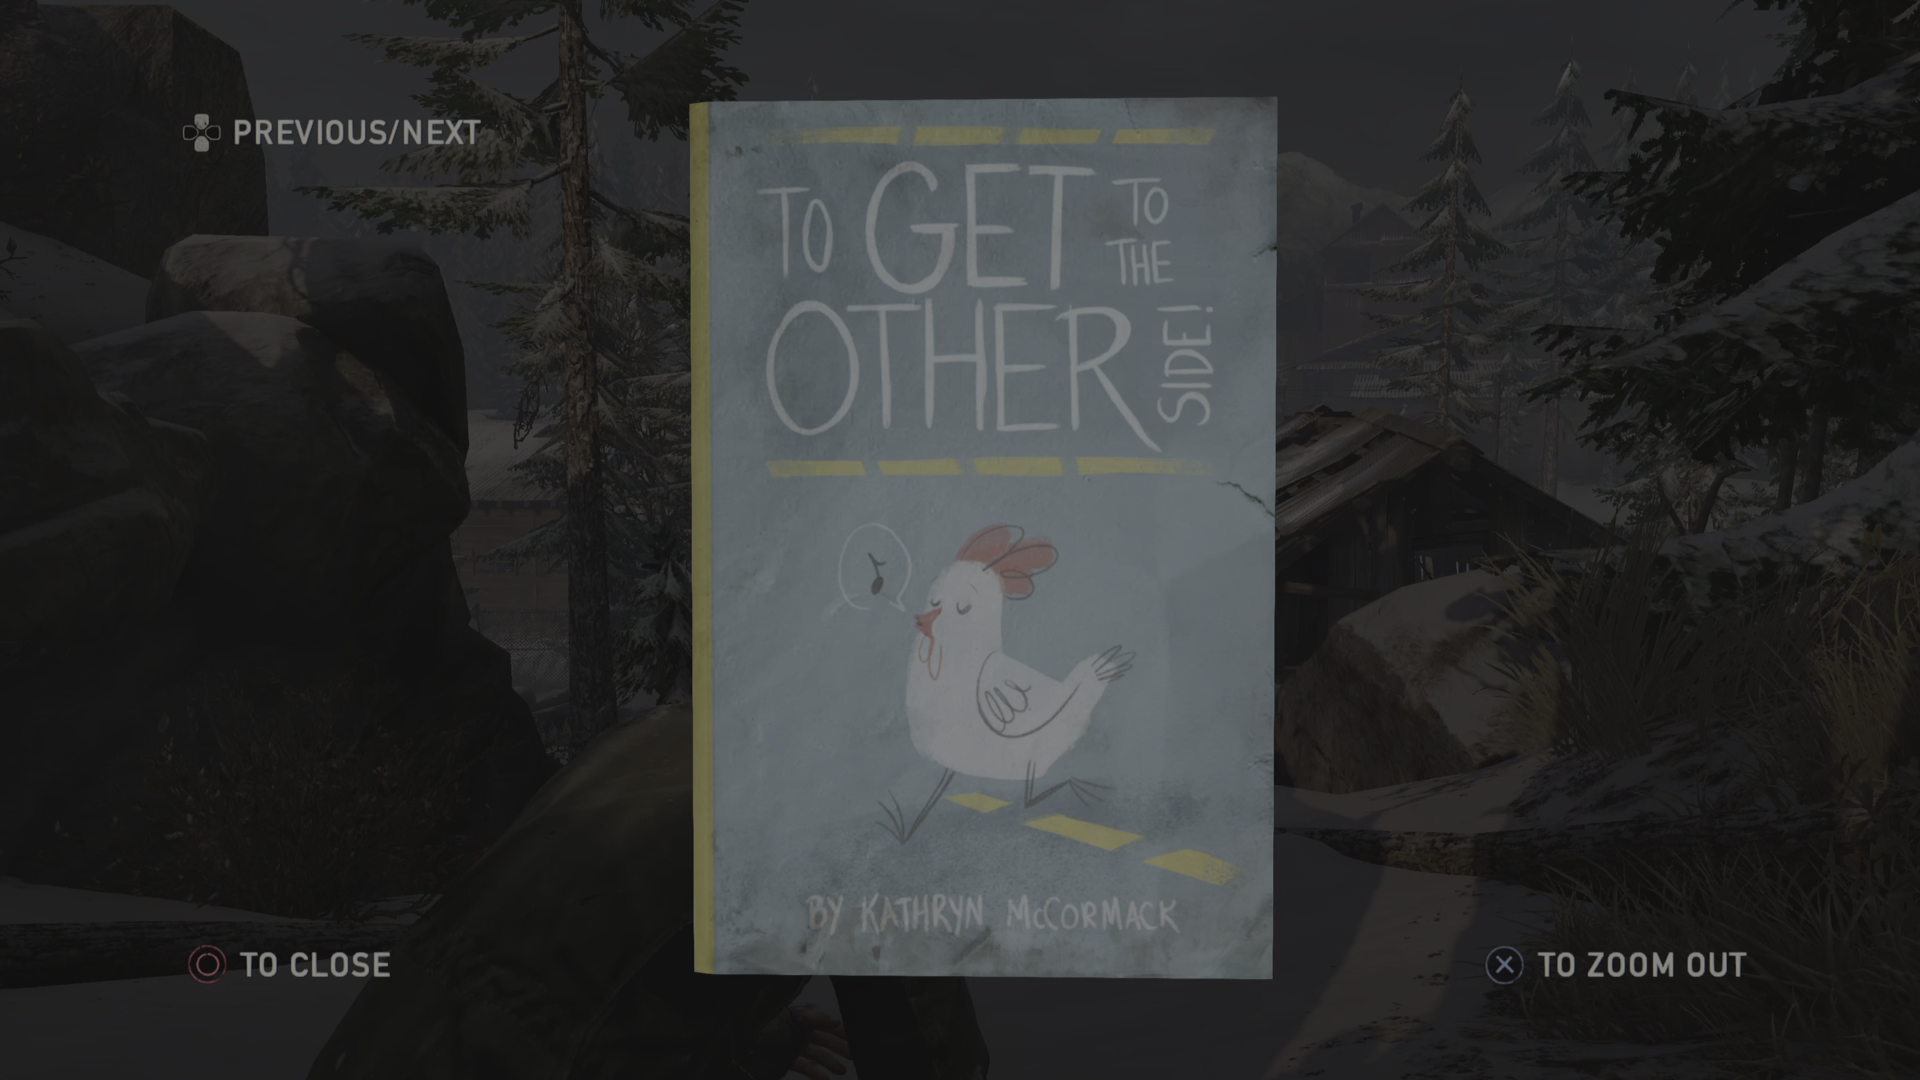 PREVIOUS/NEXT
TO GET TO THE
OTHER SIDE!
BY KATHRYN McCORMACK
TO CLOSE
TO ZOOM OUT